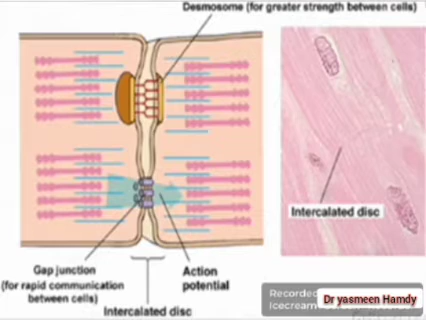 Desmosome (for greater strength between cells)
Intercalated disc
Gap junction
(for rapid communication
between cells)
Action
potential
Intercalated disc
Recorded
Icecream
Dr yasmeen Hamdy